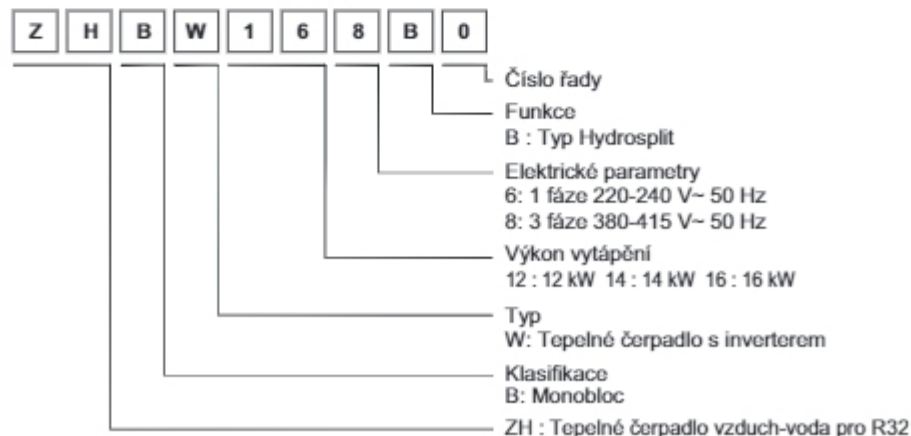 Z H B W 1 6 8 B 0
Číslo řady
Funkce
B : Typ Hydrosplit
Elektrické parametry
6: 1 fáze 220-240 V~ 50 Hz
8: 3 fáze 380-415 V~ 50 Hz
Výkon vytápění
12 : 12 kW 14 : 14 kW 16 : 16 kW
Typ
W: Tepelné čerpadlo s inverterem
Klasifikace
B: Monobloc
ZH : Tepelné čerpadlo vzduch-voda pro R32